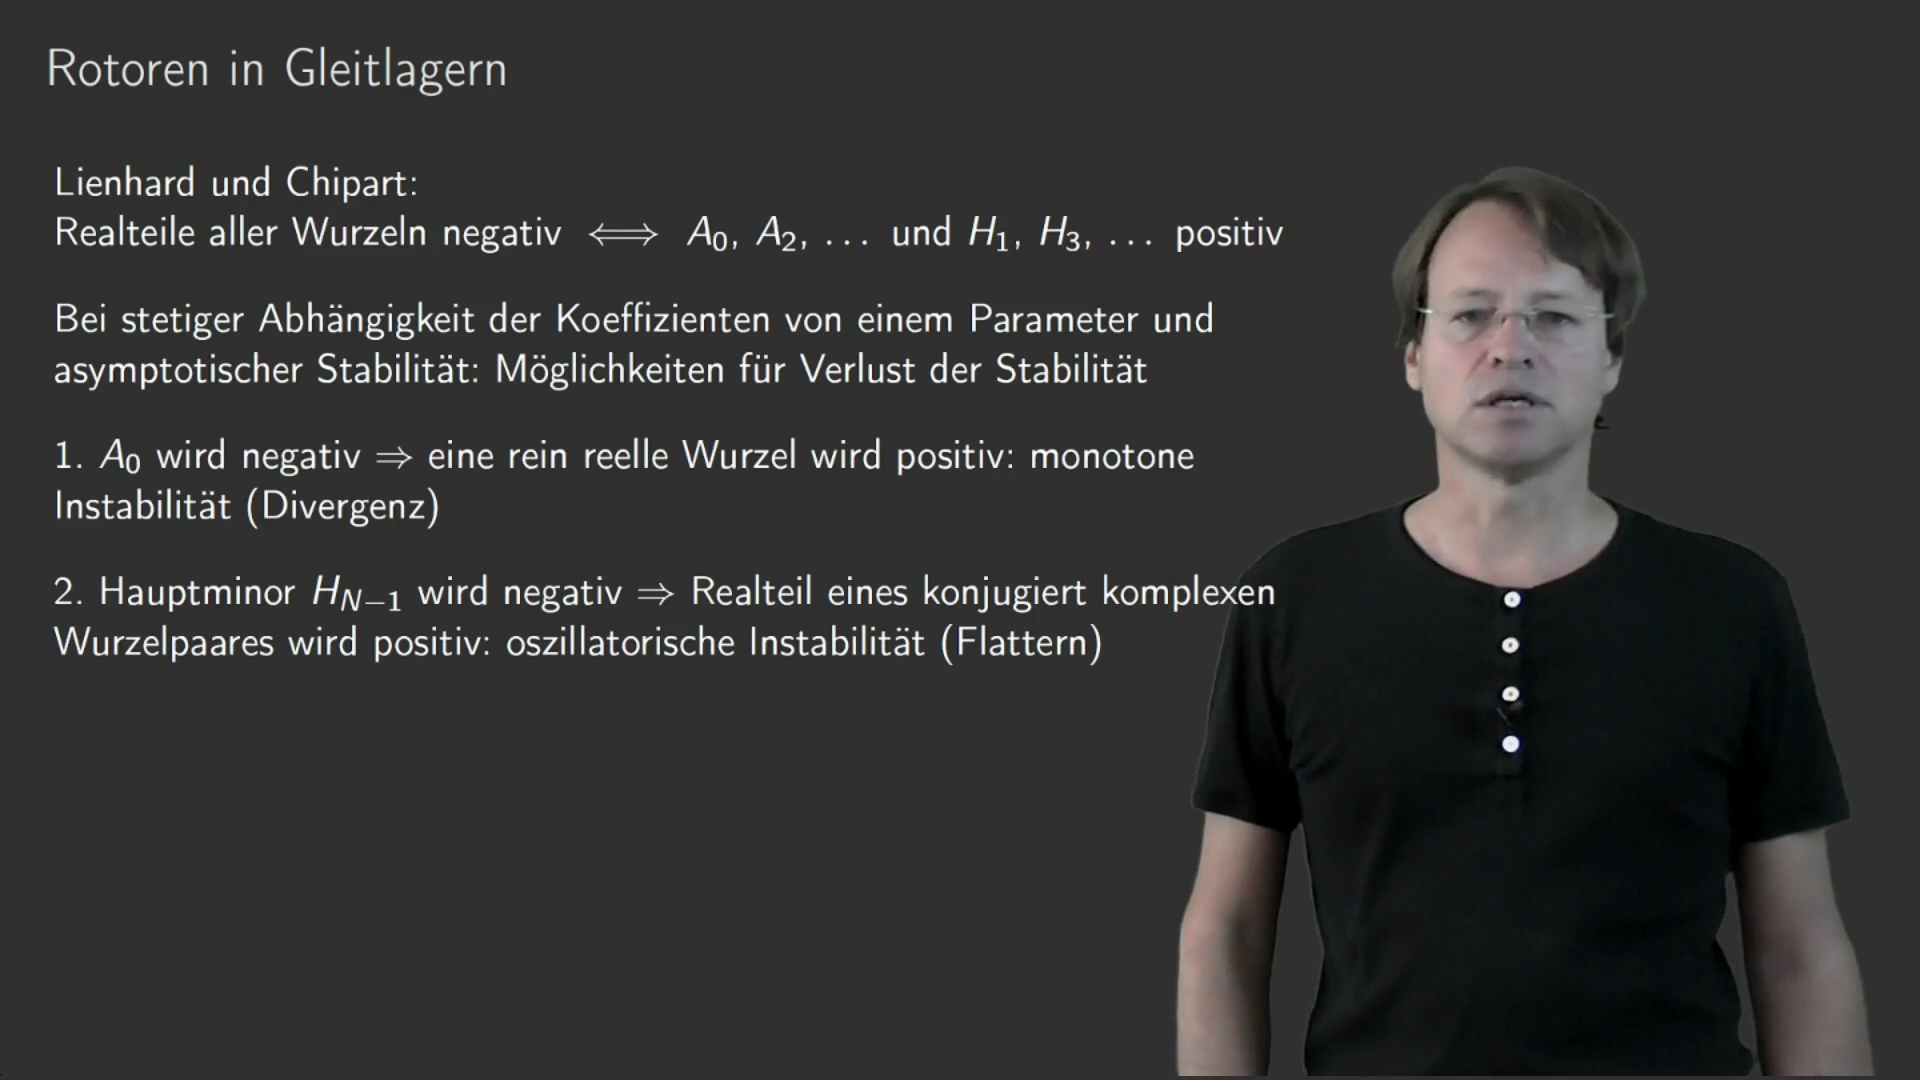 Rotoren in Gleitlagern
Lienhard und Chipart:
Realteile aller Wurzeln negativ ⟺ A₀, A₂, ... und H₁, H₃, ... positiv
Bei stetiger Abhängigkeit der Koeffizienten von einem Parameter und
asymptotischer Stabilität: Möglichkeiten für Verlust der Stabilität
1. A₀ wird negativ ⇒ eine rein reelle Wurzel wird positiv: monotone
Instabilität (Divergenz)
2. Hauptminor H_{N−1} wird negativ ⇒ Realteil eines konjugiert komplexen
Wurzelpaares wird positiv: oszillatorische Instabilität (Flattern)